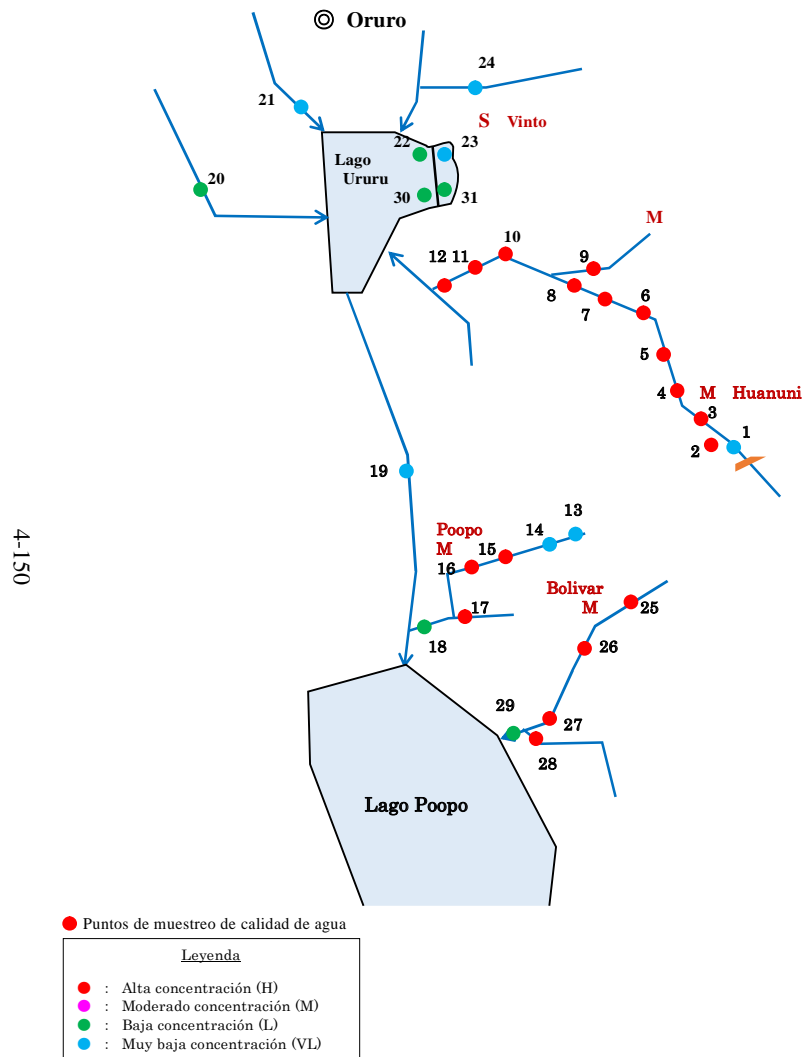 Oruro
24
21
S Vinto
22
23
Lago
Ururu
20
30
31
M
10
12 11
9
8
7
6
5
4
M Huanuni
3
1
2
19
13
Poopo
14
M
15
16
Bolivar
M
17
25
18
26
29
27
28
4-150
Lago Poopo
Puntos de muestreo de calidad de agua
Leyenda
: Alta concentración (H)
: Moderado concentración (M)
: Baja concentración (L)
: Muy baja concentración (VL)